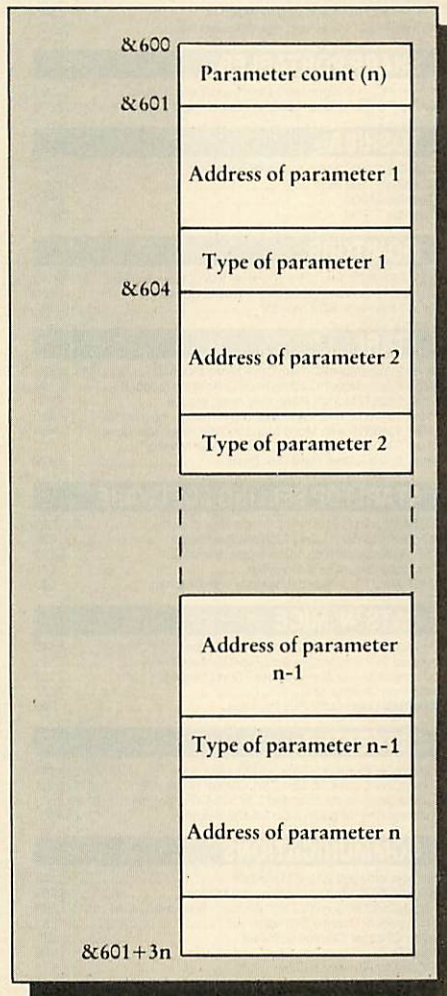 &600
Parameter count (n)
&601
Address of parameter 1
Type of parameter 1
&604
Address of parameter 2
Type of parameter 2
Address of parameter
n-1
Type of parameter n-1
Address of parameter n
&601+3n